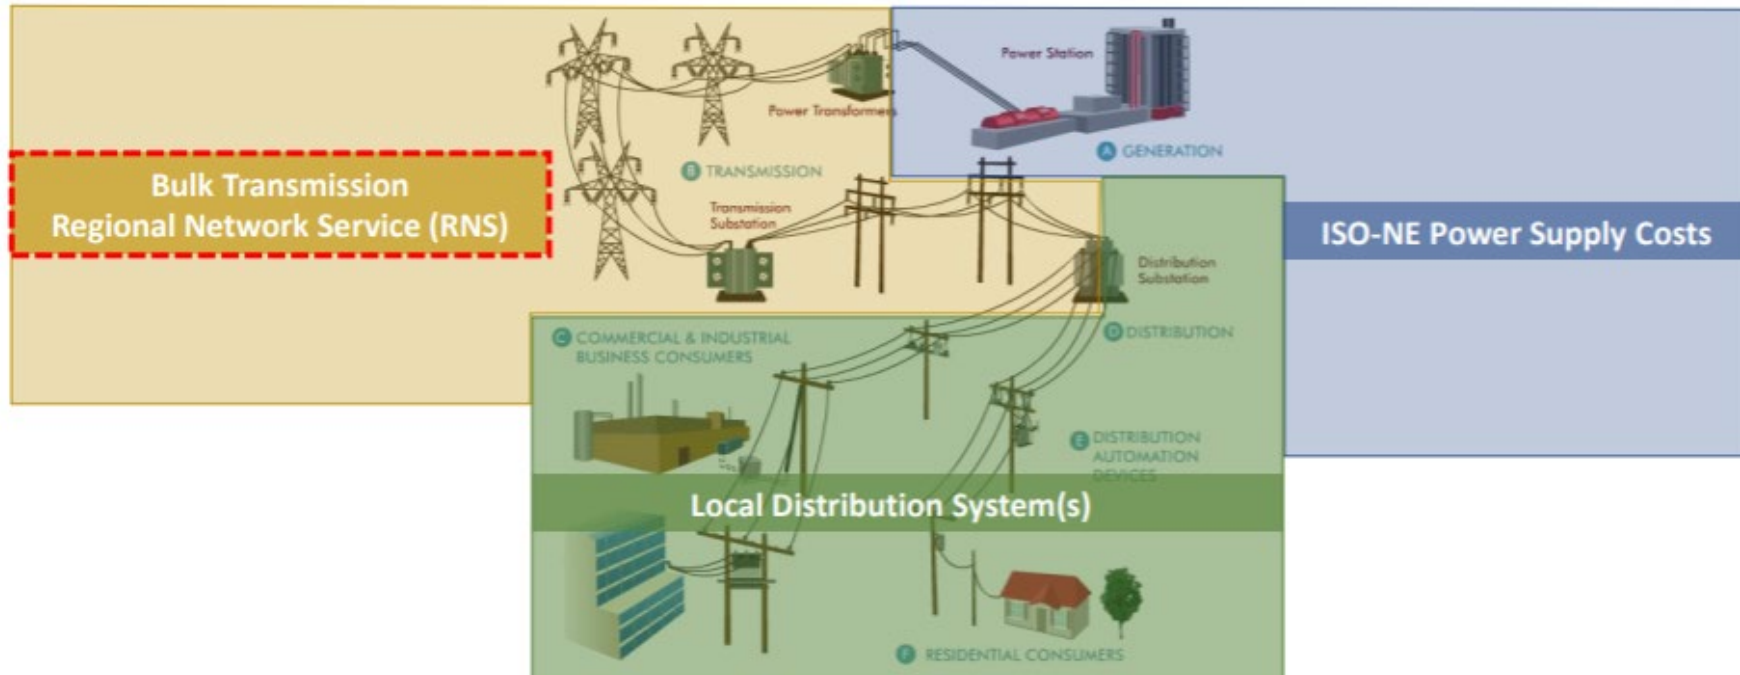 Power Station
Power Transformers
A GENERATION
B TRANSMISSION
Bulk Transmission
Regional Network Service (RNS)
Transmission
Substation
ISO-NE Power Supply Costs
Distribution
Substation
C COMMERCIAL & INDUSTRIAL
BUSINESS CONSUMERS
D DISTRIBUTION
E DISTRIBUTION
AUTOMATION
DEVICES
Local Distribution System(s)
F RESIDENTIAL CONSUMERS